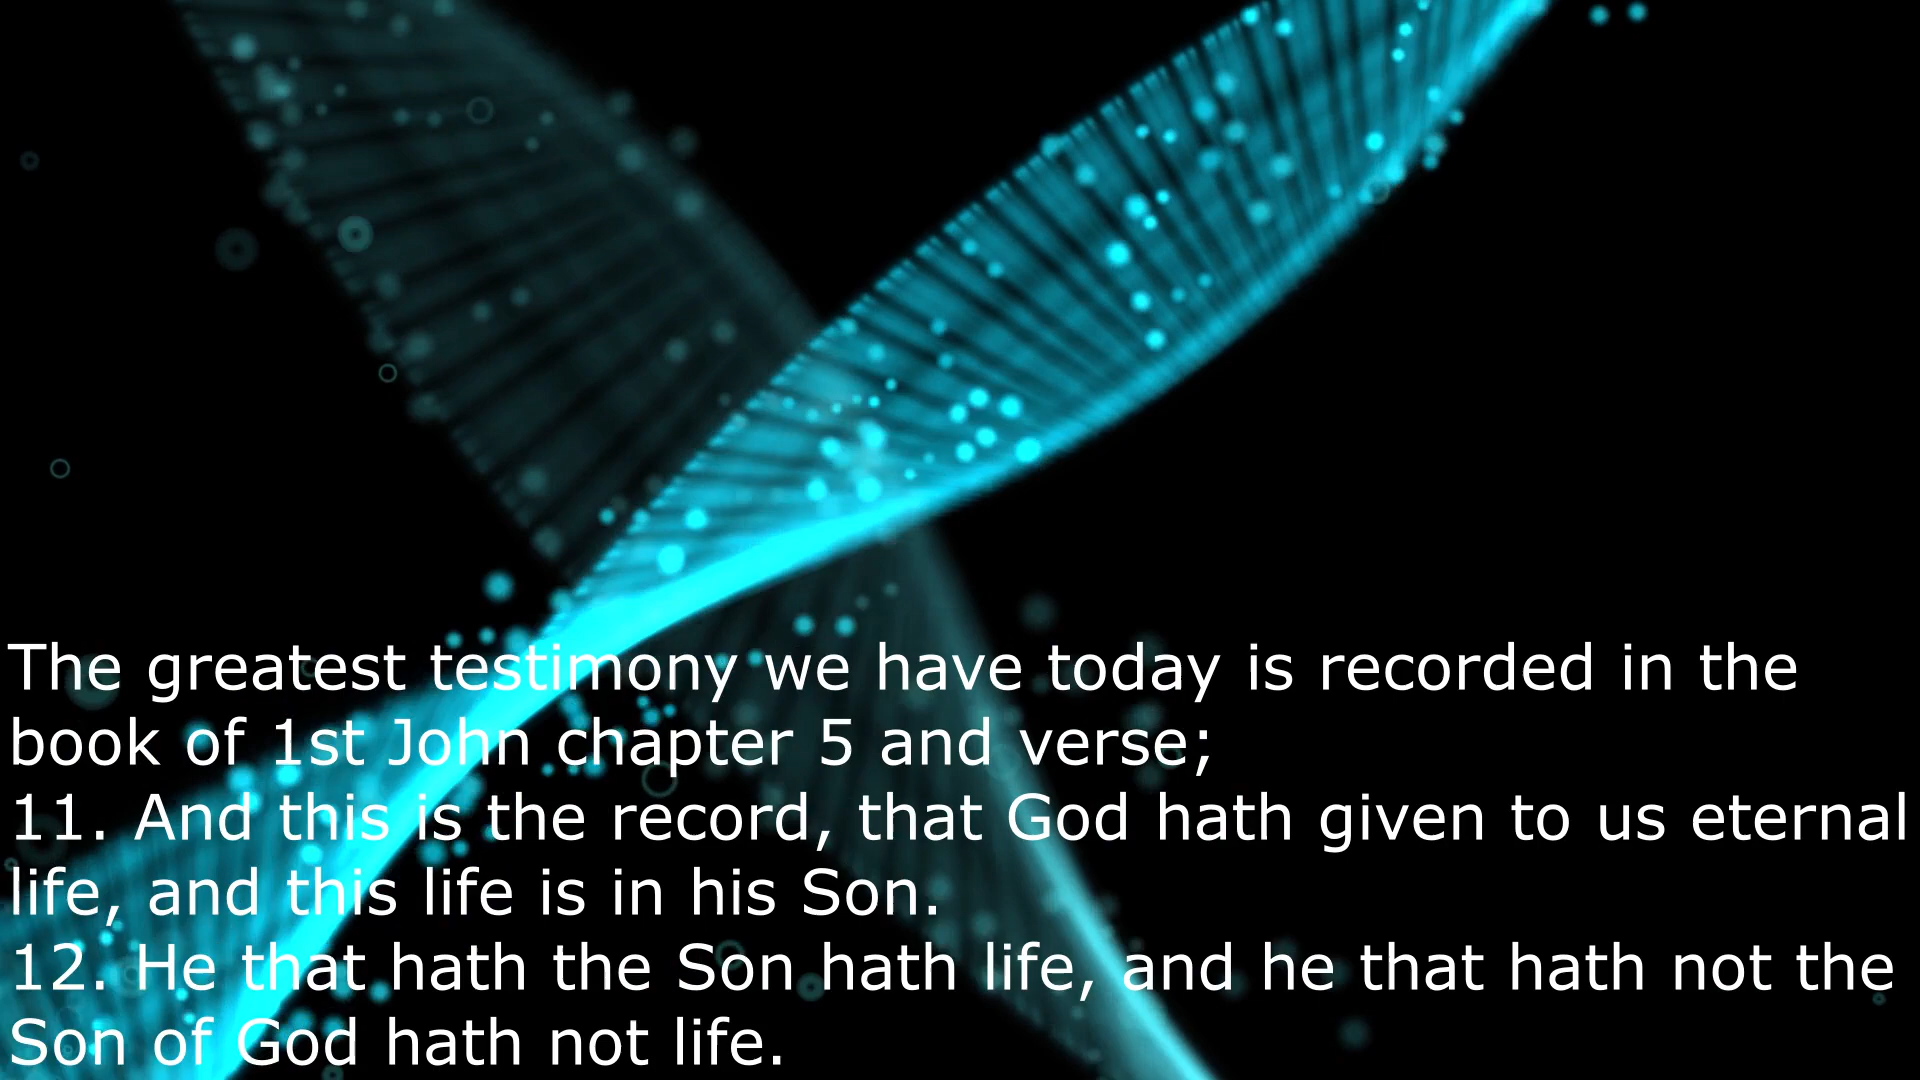 The greatest testimony we have today is recorded in the
book of 1st John chapter 5 and verse;
11. And this is the record, that God hath given to us eternal
life, and this life is in his Son.
12. He that hath the Son hath life, and he that hath not the
Son of God hath not life.